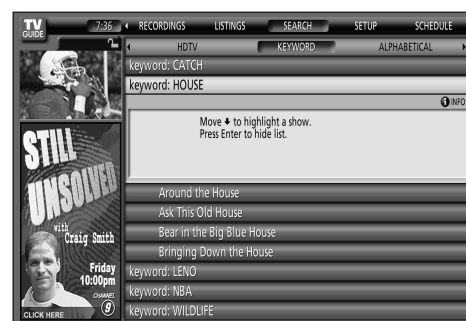 TV
GUIDE
7:36 RECORDINGS LISTINGS SEARCH SETUP SCHEDULE
HDTV KEYWORD ALPHABETICAL
keyword: CATCH
keyword: HOUSE
i INFO
Move ↓ to highlight a show.
Press Enter to hide list.
Around the House
Ask This Old House
Bear in the Big Blue House
Bringing Down the House
keyword: LENO
keyword: NBA
keyword: WILDLIFE
STILL
UNSOLVED
with
Craig Smith
Friday
10:00pm
CHANNEL
9
CLICK HERE